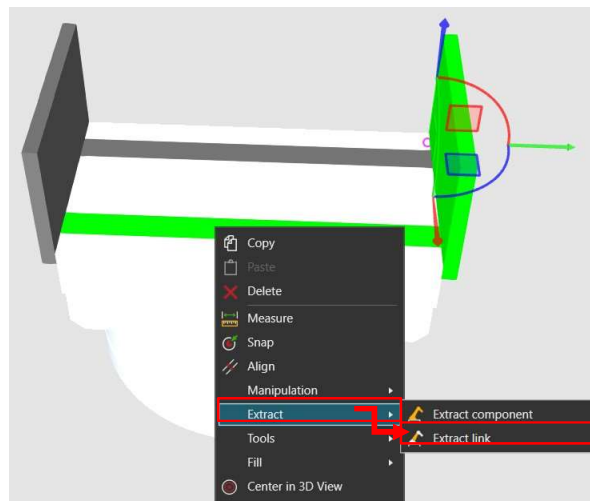 Copy
Paste
Delete
Measure
Snap
Align
Manipulation
Extract
Extract component
Tools
Extract link
Fill
Center in 3D View